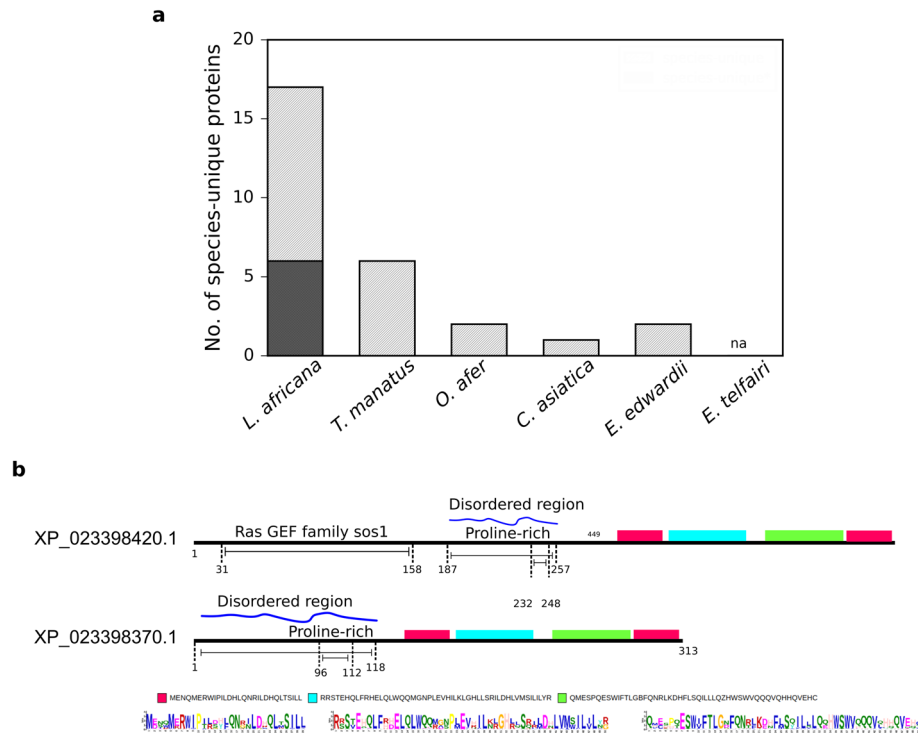 a
No. of species-unique proteins
20
15
10
5
0
na
L. africana
T. manatus
O. afer
C. asiatica
E. edwardii
E. telfairi
b
XP_023398420.1
Disordered region
Ras GEF family sos1
Proline-rich
449
1
31
158
187
257
232
248
XP_023398370.1
Disordered region
Proline-rich
1
96
112
118
313
MENQMERWIPILDHLQNRILDHQLTSILL
RRSTEHQLFRHELQLWQQMGNPLEVHILKLGHLLSRILDHLVMSILILYR
QMESPQESWIFTLGBFQNRLKDHFLSQILLLQZHWSWVQQQVQHHQVEHC